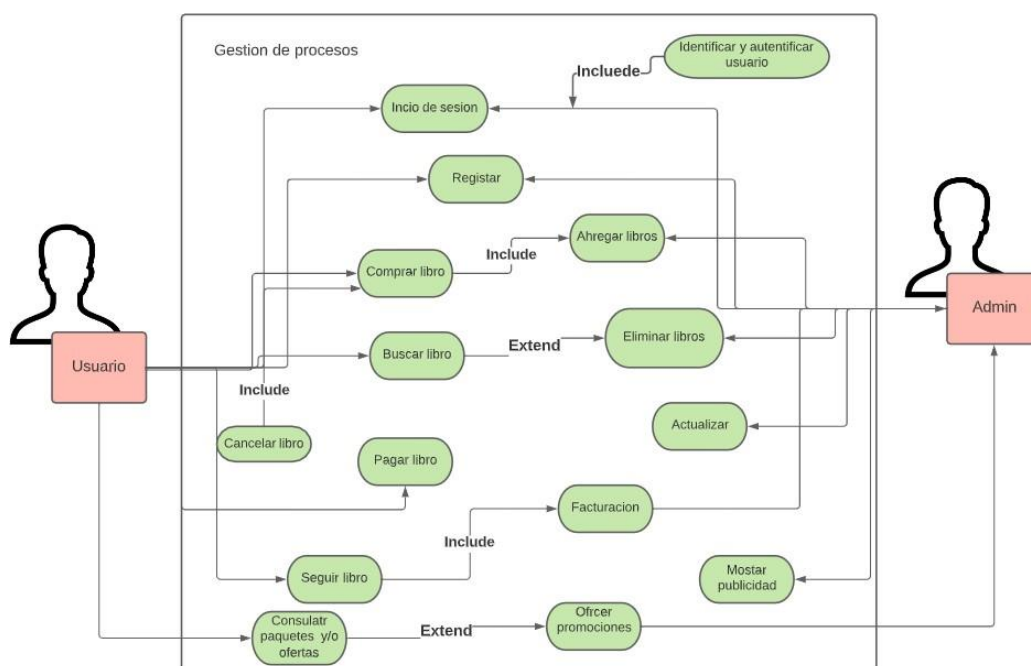 Gestion de procesos
Identificar y autentificar
usuario
Incluede
Incio de sesion
Registar
Ahregar libros
Include
Comprar libro
Admin
Eliminar libros
Extend
Buscar libro
Usuario
Include
Actualizar
Cancelar libro
Pagar libro
Facturacion
Include
Mostar
publicidad
Seguir libro
Ofrcer
promociones
Extend
Consulatr
paquetes y/o
ofertas